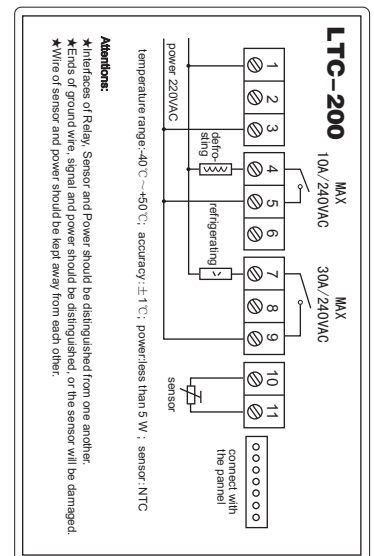 LTC-200
MAX
10A/240VAC
MAX
30A/240VAC
1 2 3 4 5 6 7 8 9 10 11
defro-
sting
refrigerating
sensor
connect with
the pannel
power 220VAC
temperature range:-40℃～+50℃; accuracy:±1℃; power:less than 5 W ; sensor:NTC
Attentions:
★Interfaces of Relay, Sensor and Power should be distinguished from one another.
★Ends of ground wire, signal and power should be distinguished, or the sensor will be damaged.
★Wire of sensor and power should be kept away from each other.